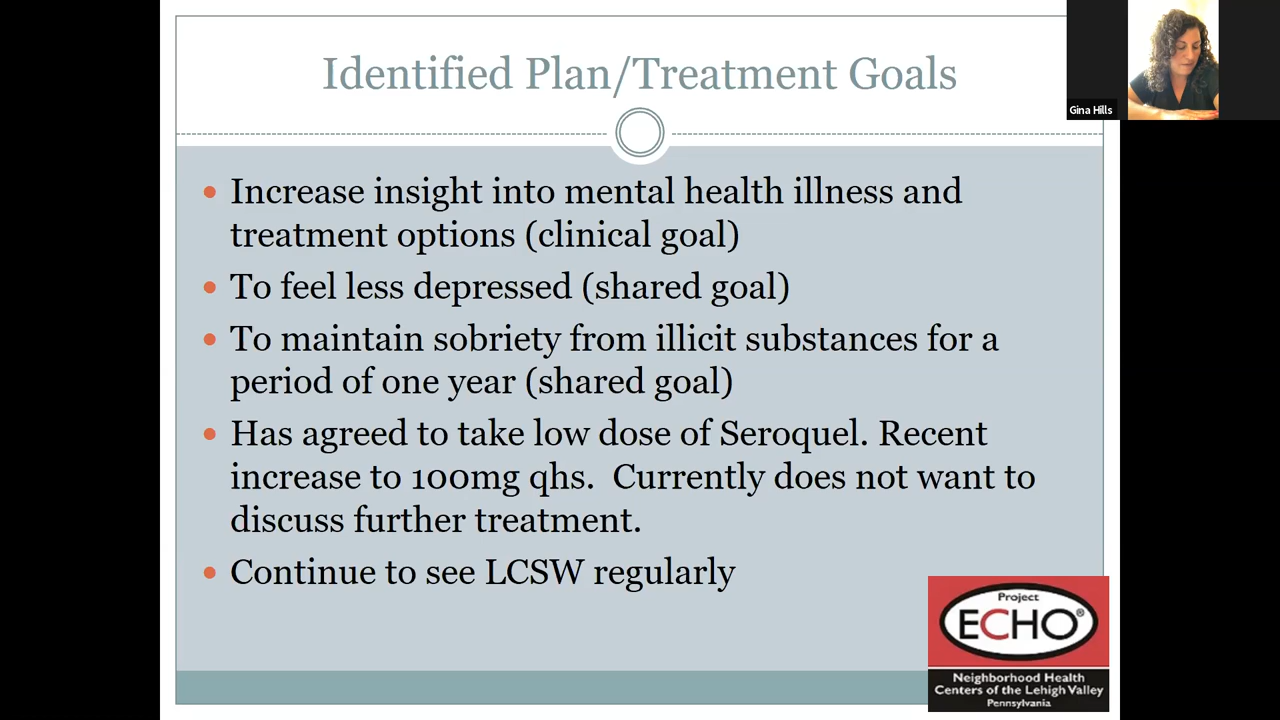 Identified Plan/Treatment Goals
Gina Hills
• Increase insight into mental health illness and
treatment options (clinical goal)
• To feel less depressed (shared goal)
• To maintain sobriety from illicit substances for a
period of one year (shared goal)
• Has agreed to take low dose of Seroquel. Recent
increase to 100mg qhs.  Currently does not want to
discuss further treatment.
• Continue to see LCSW regularly
Project
ECHO®
Neighborhood Health
Centers of the Lehigh Valley
Pennsylvania